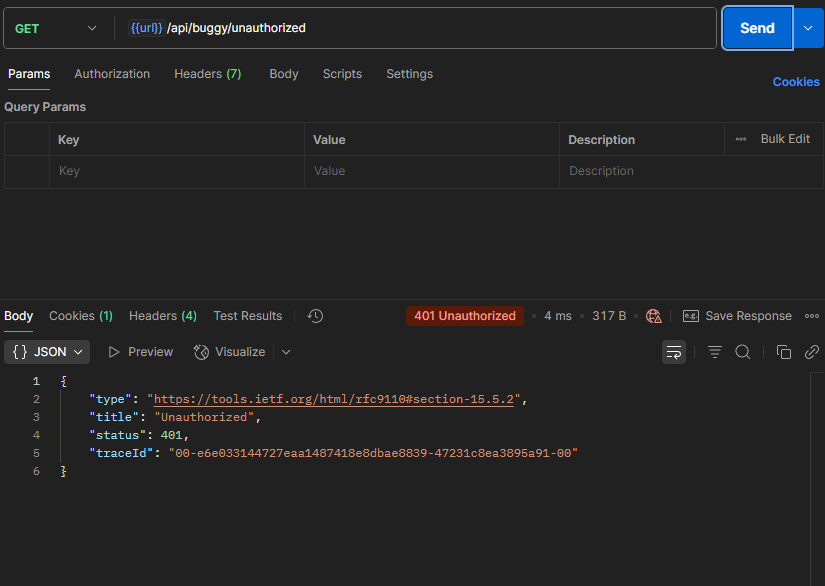 GET {{url}} /api/buggy/unauthorized Send
Params Authorization Headers (7) Body Scripts Settings Cookies
Query Params
Key Value Description Bulk Edit
Key Value Description
Body Cookies (1) Headers (4) Test Results 401 Unauthorized 4 ms 317 B e.g. Save Response
{} JSON Preview Visualize
1 {
2 "type": "https://tools.ietf.org/html/rfc9110#section-15.5.2",
3 "title": "Unauthorized",
4 "status": 401,
5 "traceId": "00-e6e033144727eaa1487418e8dbae8839-47231c8ea3895a91-00"
6 }